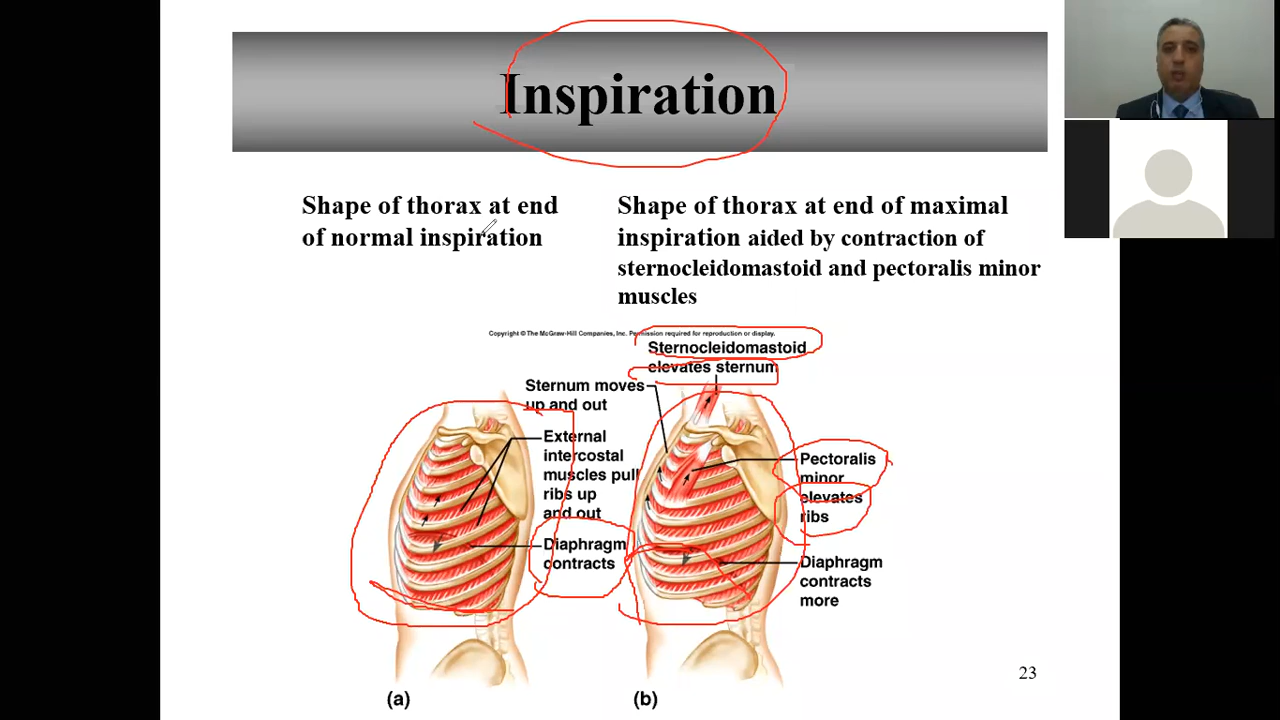 Inspiration
Shape of thorax at end
of normal inspiration
Shape of thorax at end of maximal
inspiration aided by contraction of
sternocleidomastoid and pectoralis minor
muscles
Copyright © The McGraw-Hill Companies, Inc. Permission required for reproduction or display.
Sternocleidomastoid
elevates sternum
Sternum moves
up and out
External
intercostal
muscles pull
ribs up
and out
Diaphragm
contracts
Pectoralis
minor
elevates
ribs
Diaphragm
contracts
more
(a)
(b)
23